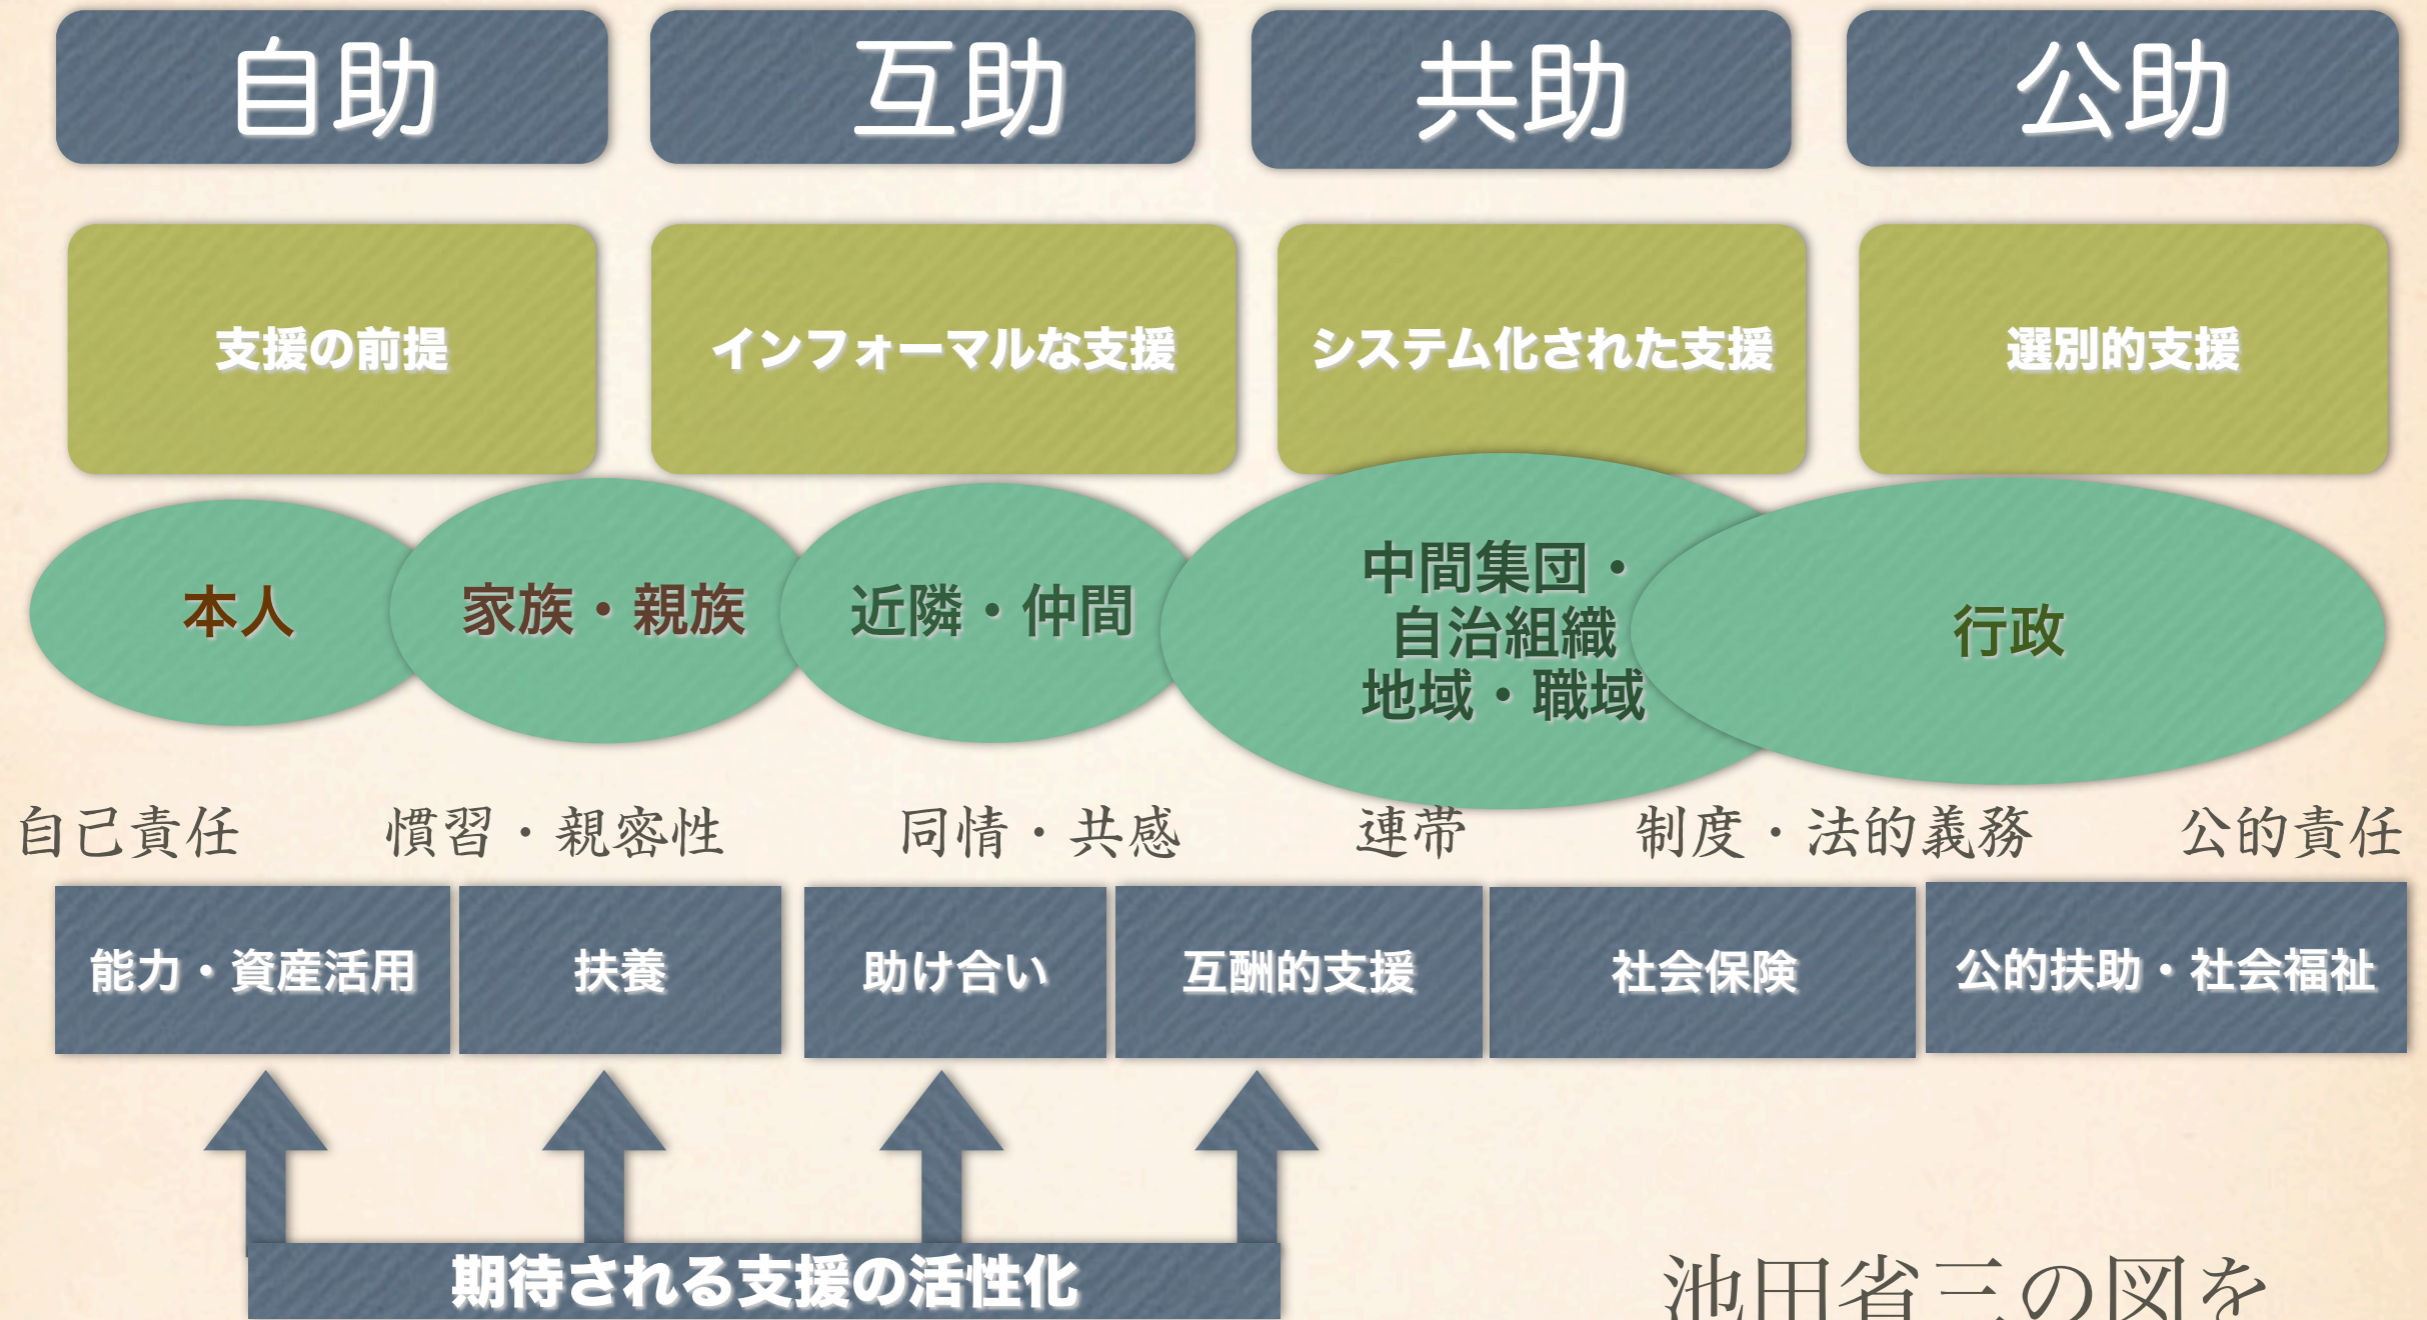 自助 互助 共助 公助
支援の前提 インフォーマルな支援 システム化された支援 選別的支援
本人 家族・親族 近隣・仲間
中間集団・
自治組織
地域・職域
行政
自己責任 慣習・親密性 同情・共感 連帯 制度・法的義務 公的責任
能力・資産活用 扶養 助け合い 互酬的支援 社会保険 公的扶助・社会福祉
期待される支援の活性化
池田省三の図を